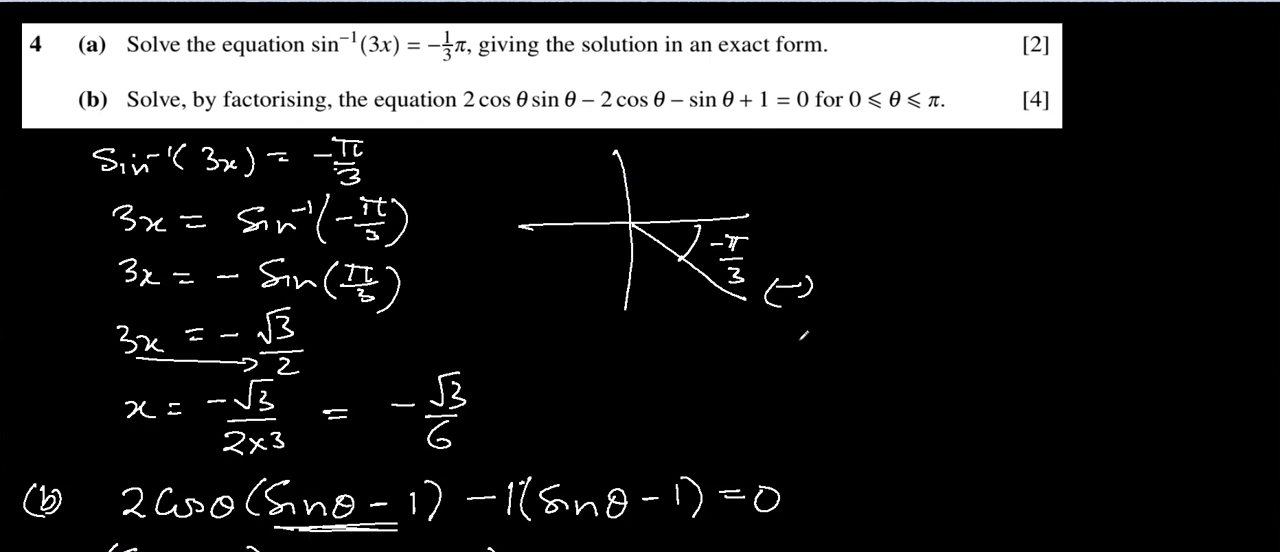 4 (a) Solve the equation sin⁻¹(3x) = −⅓π, giving the solution in an exact form. [2]
(b) Solve, by factorising, the equation 2 cos θ sin θ − 2 cos θ − sin θ + 1 = 0 for 0 ⩽ θ ⩽ π. [4]
Sin⁻¹(3x) = -π/3
3x = Sin⁻¹(-π/3)
3x = - Sin(π/3)
3x = - √3/2
x = -√3/(2×3) = - √3/6
-π/3
(-)
(b) 2Cosθ(Sinθ - 1) - 1(Sinθ - 1) = 0